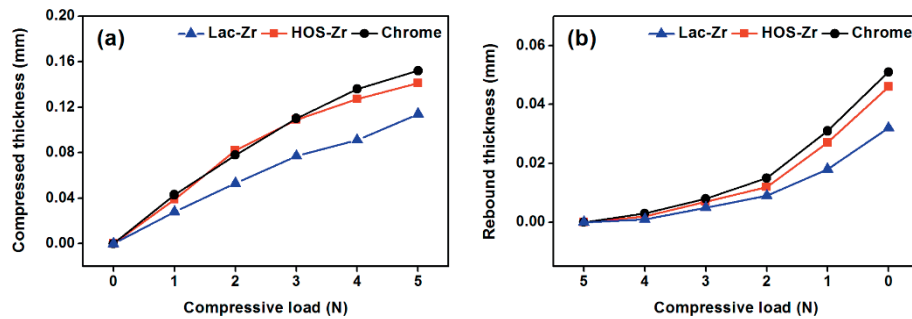 (a)
Lac-Zr HOS-Zr Chrome
Compressed thickness (mm)
0.20
0.16
0.12
0.08
0.04
0.00
0 1 2 3 4 5
Compressive load (N)
(b)
Lac-Zr HOS-Zr Chrome
Rebound thickness (mm)
0.06
0.04
0.02
0.00
5 4 3 2 1 0
Compressive load (N)